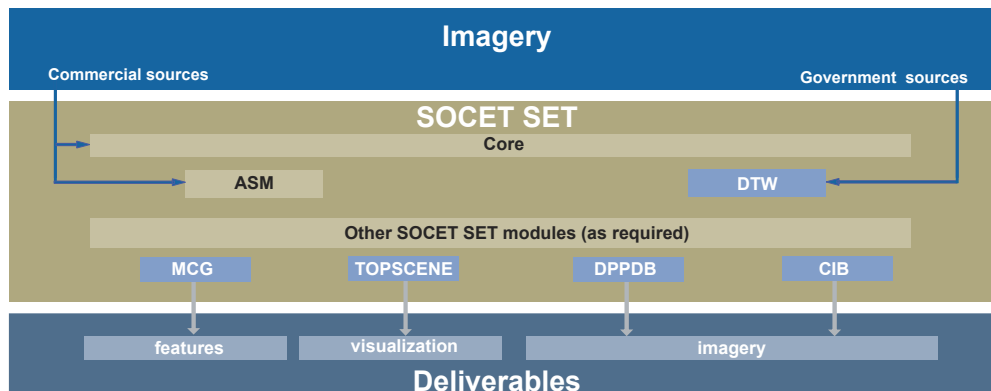 Imagery
Commercial sources
Government sources
SOCET SET
Core
ASM
DTW
Other SOCET SET modules (as required)
MCG
TOPSCENE
DPPDB
CIB
features
visualization
imagery
Deliverables